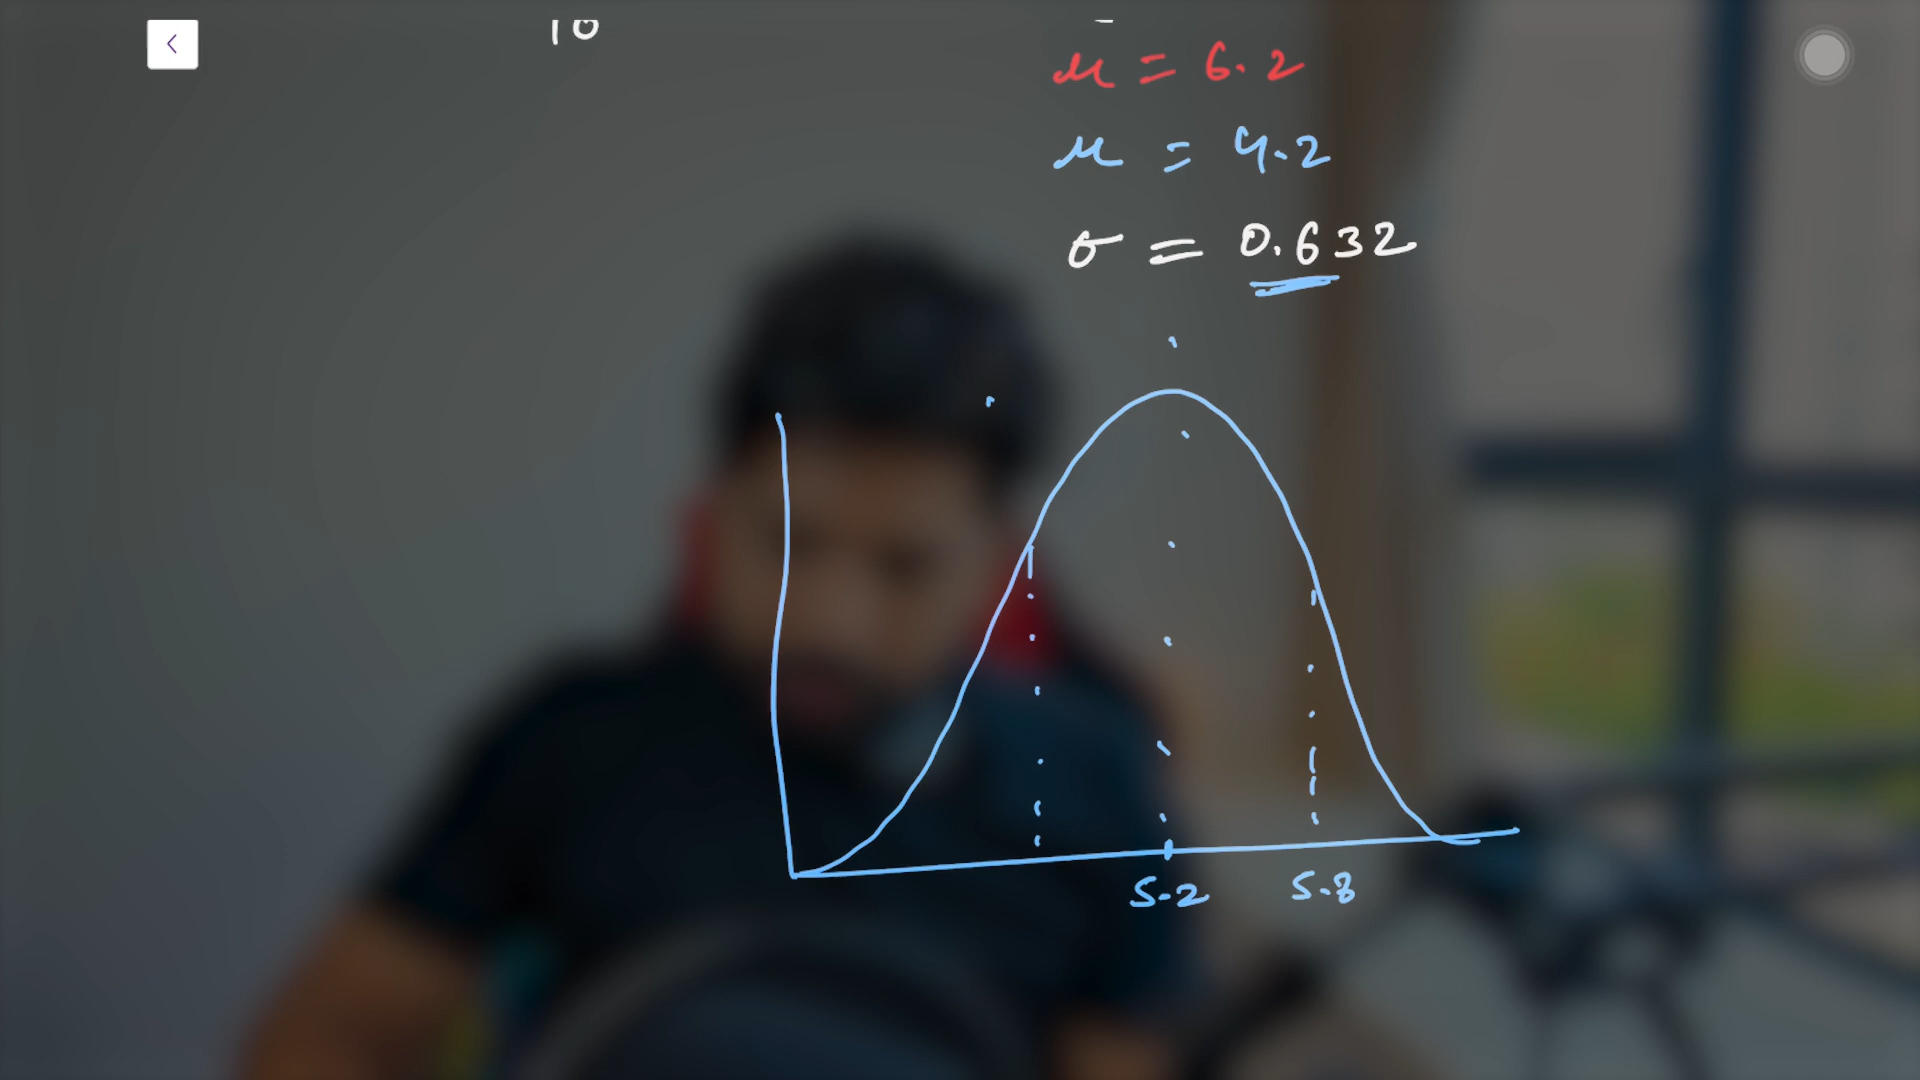 μ = 6.2
μ = 4.2
σ = 0.632
5.2 5.8